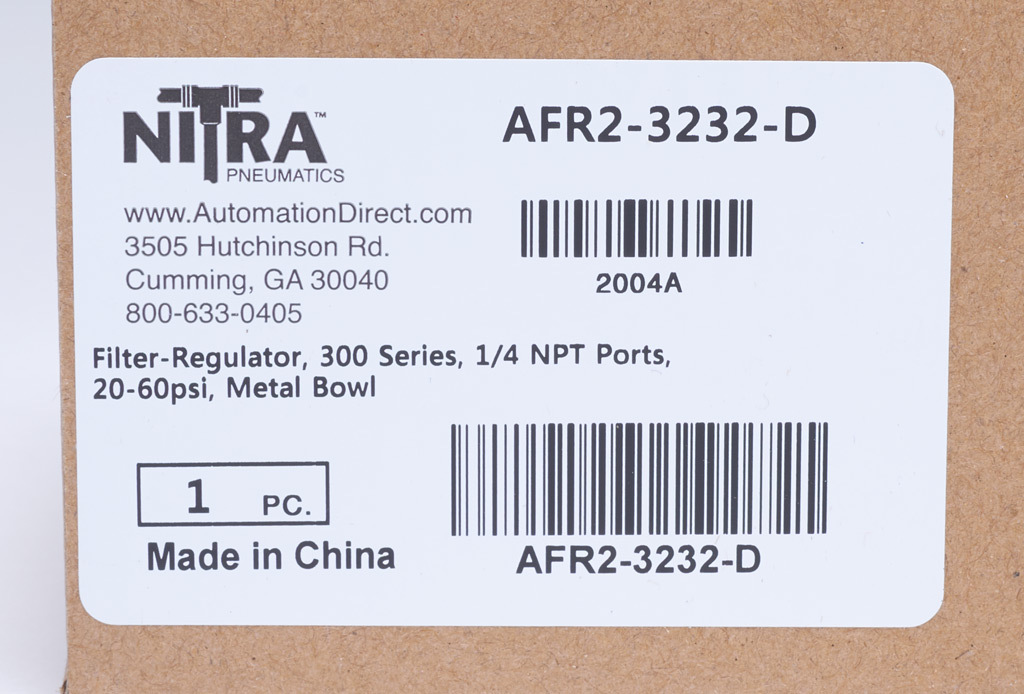 NITRA™
PNEUMATICS
AFR2-3232-D
www.AutomationDirect.com
3505 Hutchinson Rd.
Cumming, GA 30040
800-633-0405
2004A
Filter-Regulator, 300 Series, 1/4 NPT Ports,
20-60psi, Metal Bowl
1 PC.
Made in China
AFR2-3232-D